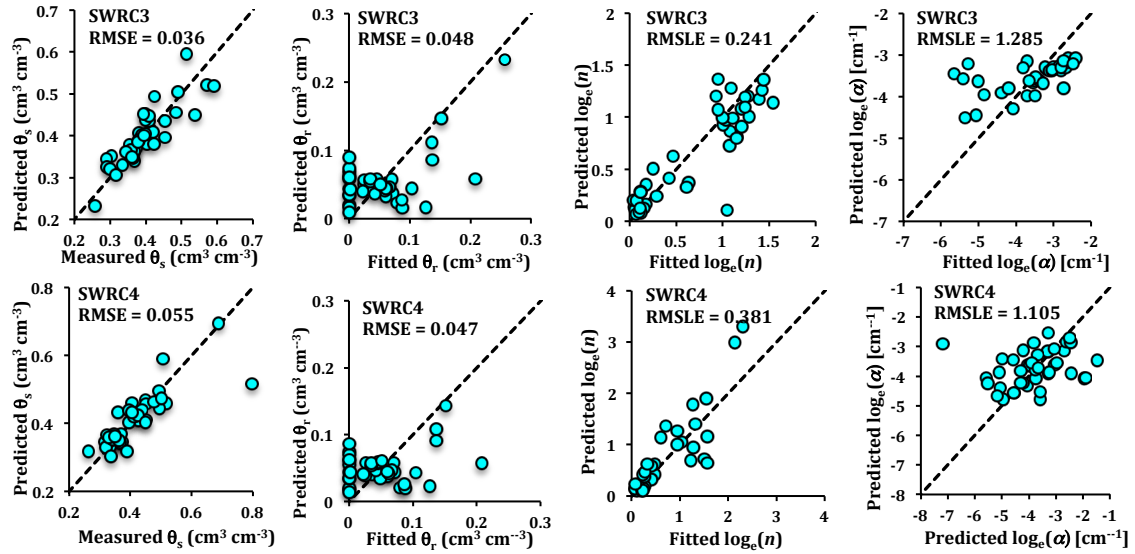 SWRC3
RMSE = 0.036
0.7
0.6
0.5
0.4
0.3
0.2
0.2 0.3 0.4 0.5 0.6 0.7
Predicted θs (cm3 cm-3)
Measured θs (cm3 cm-3)
SWRC3
RMSE = 0.048
0.3
0.2
0.1
0
0 0.1 0.2 0.3
Predicted θr (cm3 cm-3)
Fitted θr (cm3 cm-3)
SWRC3
RMSLE = 0.241
2
1.5
1
0.5
0
0 0.5 1 1.5 2
Predicted loge(n)
Fitted loge(n)
SWRC3
RMSLE = 1.285
-2
-3
-4
-5
-6
-7
-7 -6 -5 -4 -3 -2
Predicted loge(α) [cm-1]
Fitted loge(α) [cm-1]
SWRC4
RMSE = 0.055
0.8
0.6
0.4
0.2
0.2 0.4 0.6 0.8
Predicted θs (cm3 cm-3)
Measured θs (cm3 cm-3)
SWRC4
RMSE = 0.047
0.3
0.2
0.1
0
0 0.1 0.2 0.3
Predicted θr (cm3 cm--3)
Fitted θr (cm3 cm--3)
SWRC4
RMSLE = 0.381
4
3
2
1
0
0 1 2 3 4
Predicted loge(n)
Fitted loge(n)
SWRC4
RMSLE = 1.105
-1
-2
-3
-4
-5
-6
-7
-8
-8 -7 -6 -5 -4 -3 -2 -1
Predicted loge(α) [cm-1]
Predicted loge(α) [cm-1]